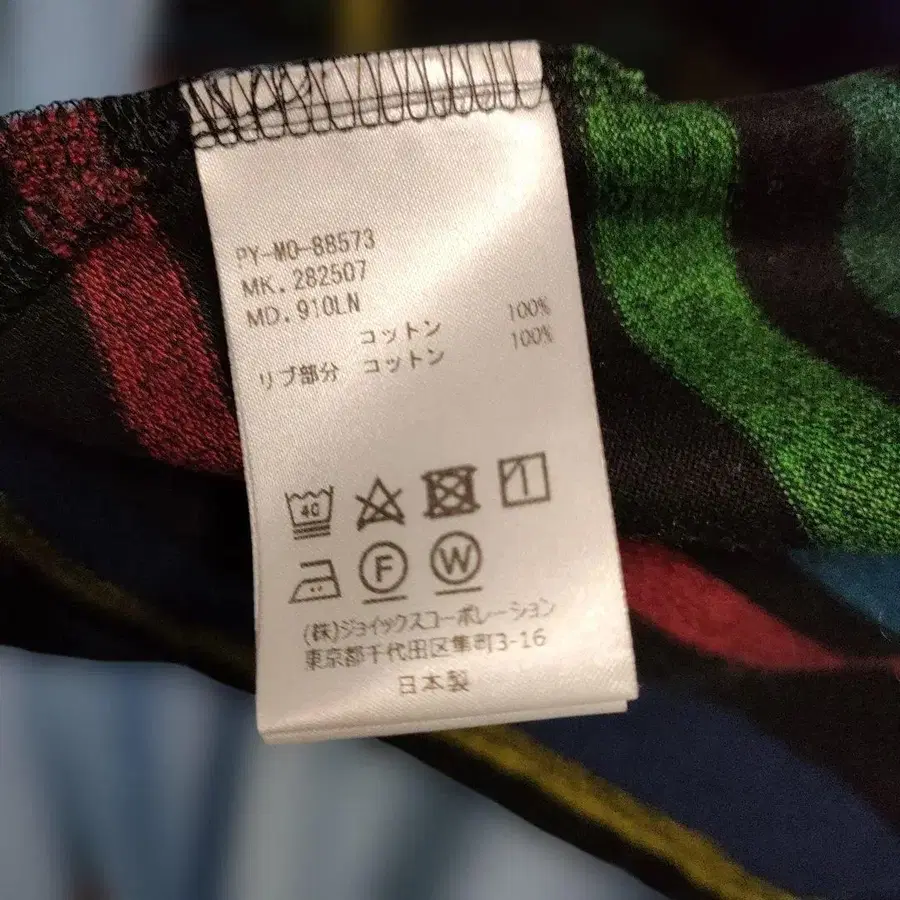 PY-MO-88573
MK.282507
MD.910LN
コットン 100%
リブ部分 コットン 100%
40
F W
(株)ジョイックスコーポレーション
東京都千代田区隼町3-16
日本製